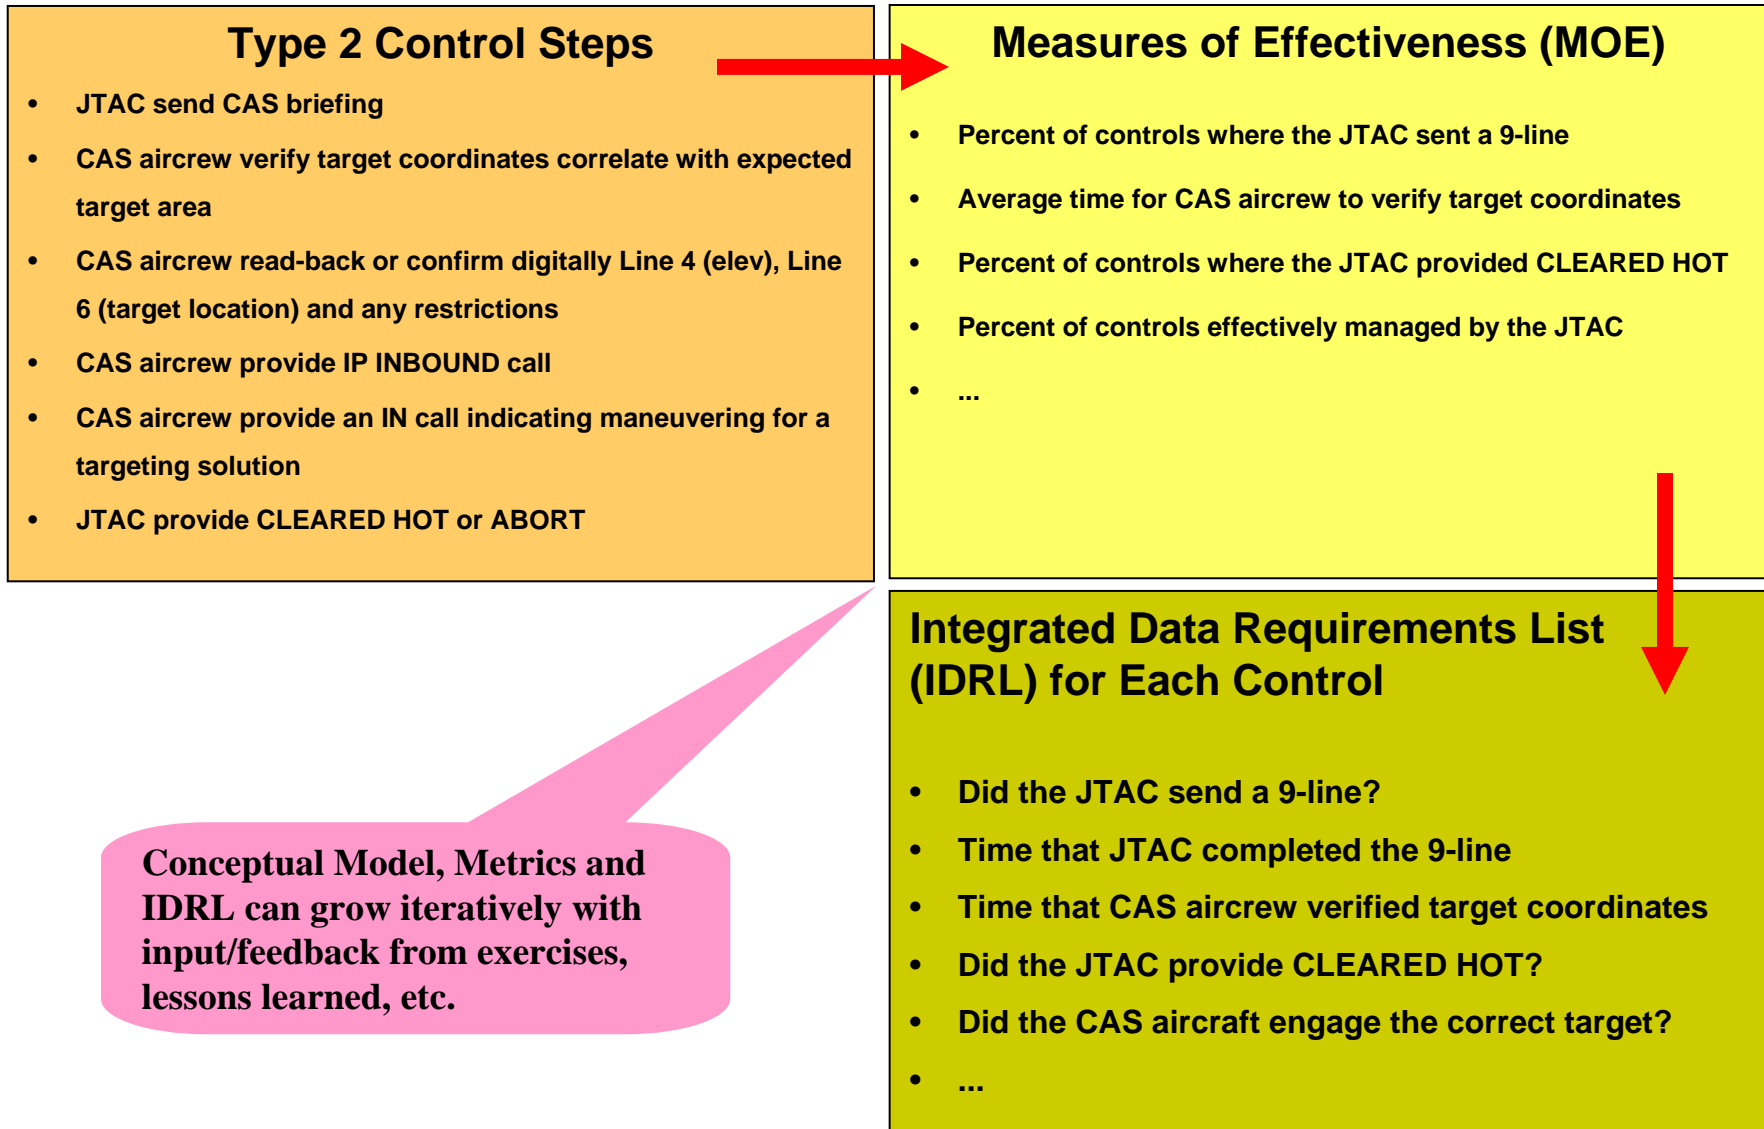 Type 2 Control Steps
• JTAC send CAS briefing
• CAS aircrew verify target coordinates correlate with expected
target area
• CAS aircrew read-back or confirm digitally Line 4 (elev), Line
6 (target location) and any restrictions
• CAS aircrew provide IP INBOUND call
• CAS aircrew provide an IN call indicating maneuvering for a
targeting solution
• JTAC provide CLEARED HOT or ABORT
Measures of Effectiveness (MOE)
• Percent of controls where the JTAC sent a 9-line
• Average time for CAS aircrew to verify target coordinates
• Percent of controls where the JTAC provided CLEARED HOT
• Percent of controls effectively managed by the JTAC
• ...
Integrated Data Requirements List
(IDRL) for Each Control
• Did the JTAC send a 9-line?
• Time that JTAC completed the 9-line
• Time that CAS aircrew verified target coordinates
• Did the JTAC provide CLEARED HOT?
• Did the CAS aircraft engage the correct target?
• ...
Conceptual Model, Metrics and
IDRL can grow iteratively with
input/feedback from exercises,
lessons learned, etc.